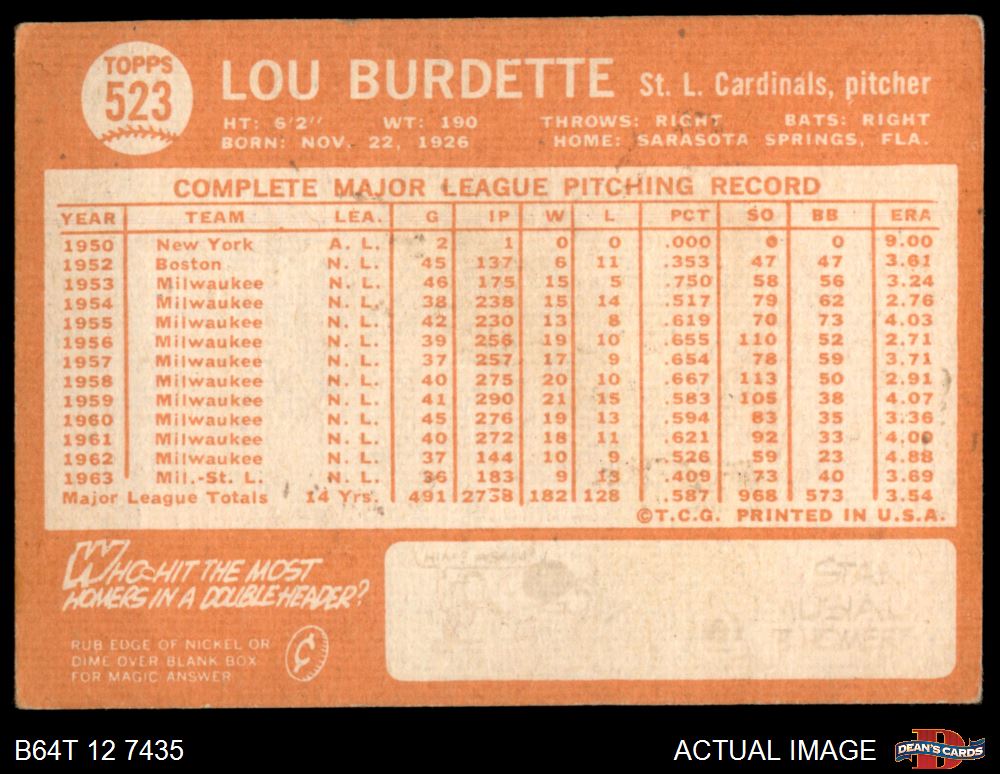 TOPPS
523
LOU BURDETTE St. L. Cardinals, pitcher
HT: 6'2" WT: 190 THROWS: RIGHT BATS: RIGHT
BORN: NOV. 22, 1926 HOME: SARASOTA SPRINGS, FLA.
COMPLETE MAJOR LEAGUE PITCHING RECORD
YEAR TEAM LEA. G IP W L PCT SO BB ERA
1950 New York A. L. 2 1 0 0 .000 0 0 9.00
1952 Boston N. L. 45 137 6 11 .353 47 47 3.61
1953 Milwaukee N. L. 46 175 15 5 .750 58 56 3.24
1954 Milwaukee N. L. 38 238 15 14 .517 79 62 2.76
1955 Milwaukee N. L. 42 230 13 8 .619 70 73 4.03
1956 Milwaukee N. L. 39 256 19 10 .655 110 52 2.71
1957 Milwaukee N. L. 37 257 17 9 .654 78 59 3.71
1958 Milwaukee N. L. 40 275 20 10 .667 113 50 2.91
1959 Milwaukee N. L. 41 290 21 15 .583 105 38 4.07
1960 Milwaukee N. L. 45 276 19 13 .594 83 35 3.36
1961 Milwaukee N. L. 40 272 18 11 .621 92 33 4.00
1962 Milwaukee N. L. 37 144 10 9 .526 59 23 4.88
1963 Mil.-St. L. N. L. 36 183 9 13 .409 73 40 3.69
Major League Totals 14 Yrs. 491 2738 182 128 .587 968 573 3.54
©T.C.G. PRINTED IN U.S.A.
WHO HIT THE MOST
HOMERS IN A DOUBLE HEADER?
RUB EDGE OF NICKEL OR
DIME OVER BLANK BOX
FOR MAGIC ANSWER
¢
STAN
MUSIAL
B64T 12 7435 ACTUAL IMAGE DEAN'S CARDS